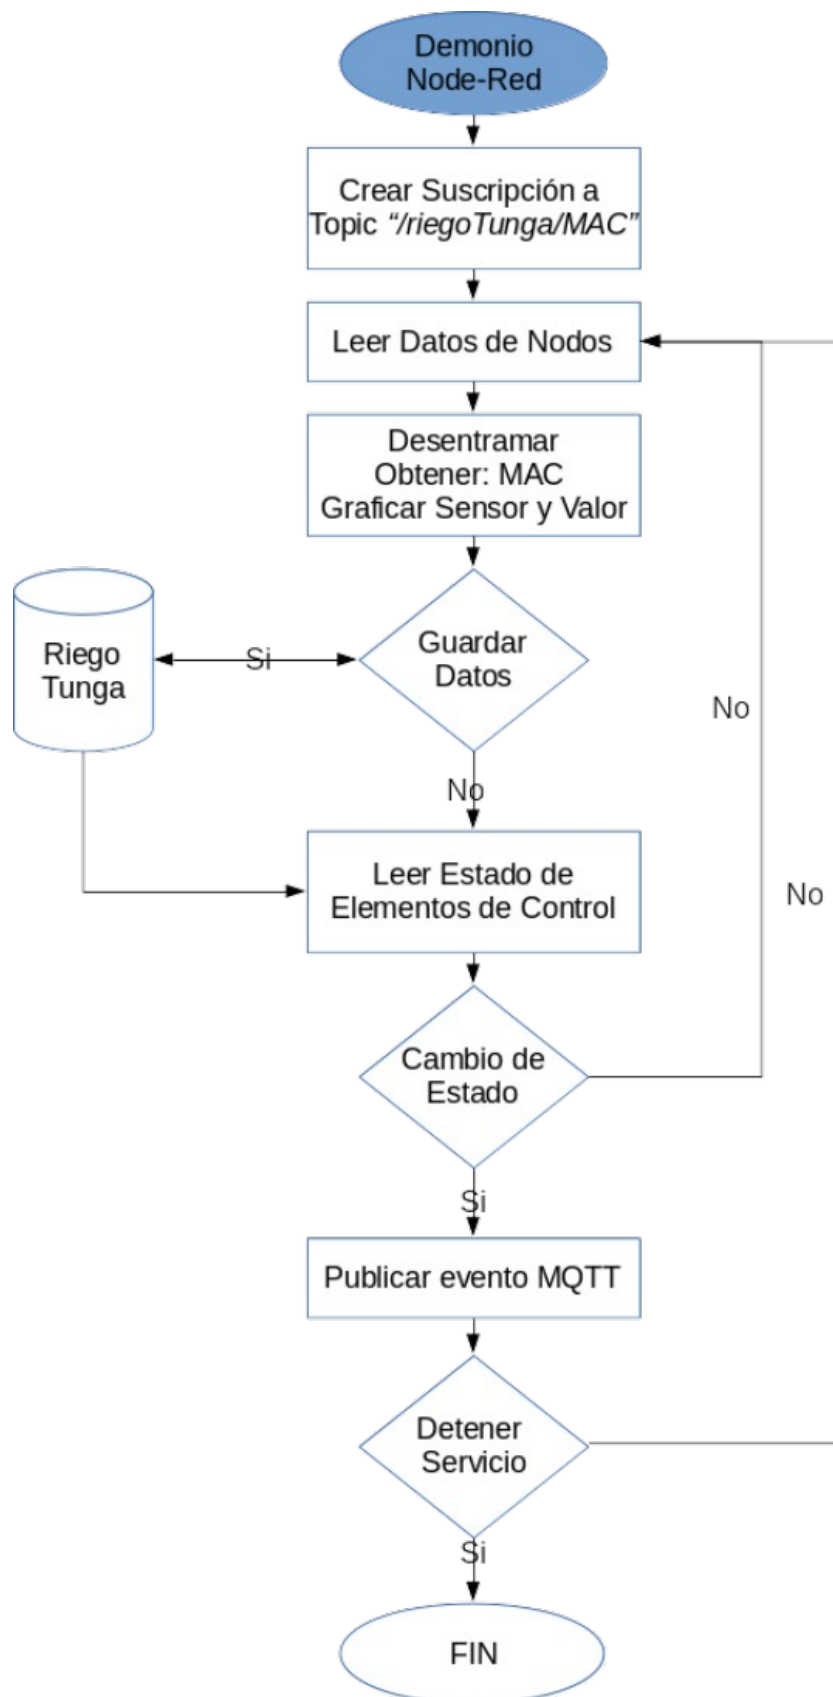 Demonio
Node-Red
Crear Suscripción a
Topic “/riegoTunga/MAC”
Leer Datos de Nodos
Desentramar
Obtener: MAC
Graficar Sensor y Valor
Guardar
Datos
Si
Riego
Tunga
No
No
Leer Estado de
Elementos de Control
No
Cambio de
Estado
Si
Publicar evento MQTT
Detener
Servicio
Si
FIN